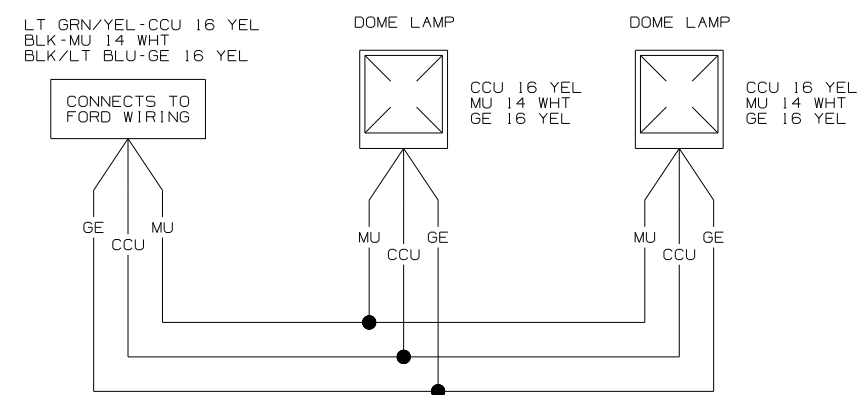 LT GRN/YEL-CCU 16 YEL
BLK-MU 14 WHT
BLK/LT BLU-GE 16 YEL
CONNECTS TO
FORD WIRING
GE
CCU
MU
DOME LAMP
CCU 16 YEL
MU 14 WHT
GE 16 YEL
MU
CCU
GE
DOME LAMP
CCU 16 YEL
MU 14 WHT
GE 16 YEL
MU
CCU
GE